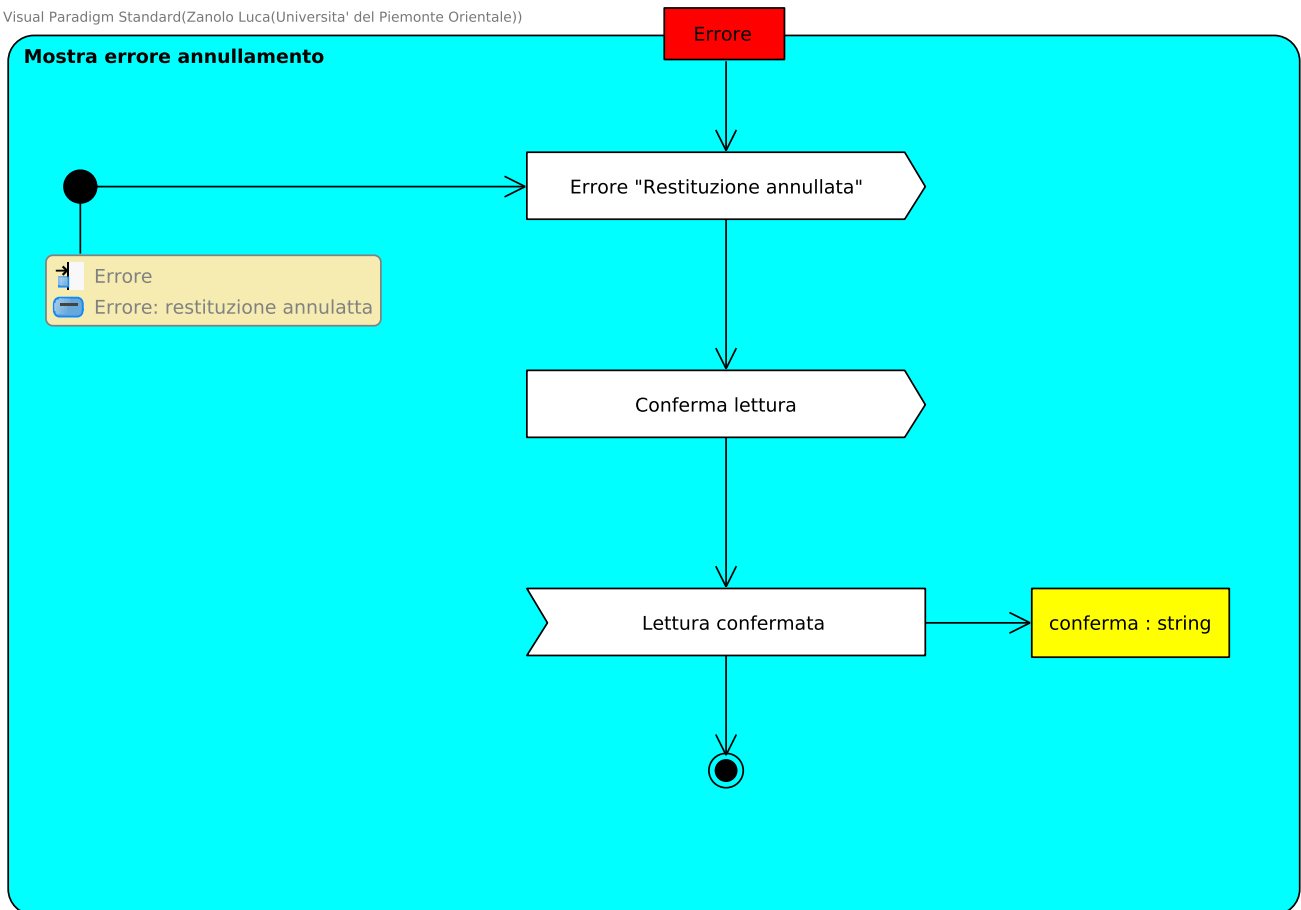 Visual Paradigm Standard(Zanolo Luca(Universita' del Piemonte Orientale))
Errore
Mostra errore annullamento
Errore "Restituzione annullata"
Errore
Errore: restituzione annulatta
Conferma lettura
Lettura confermata
conferma : string